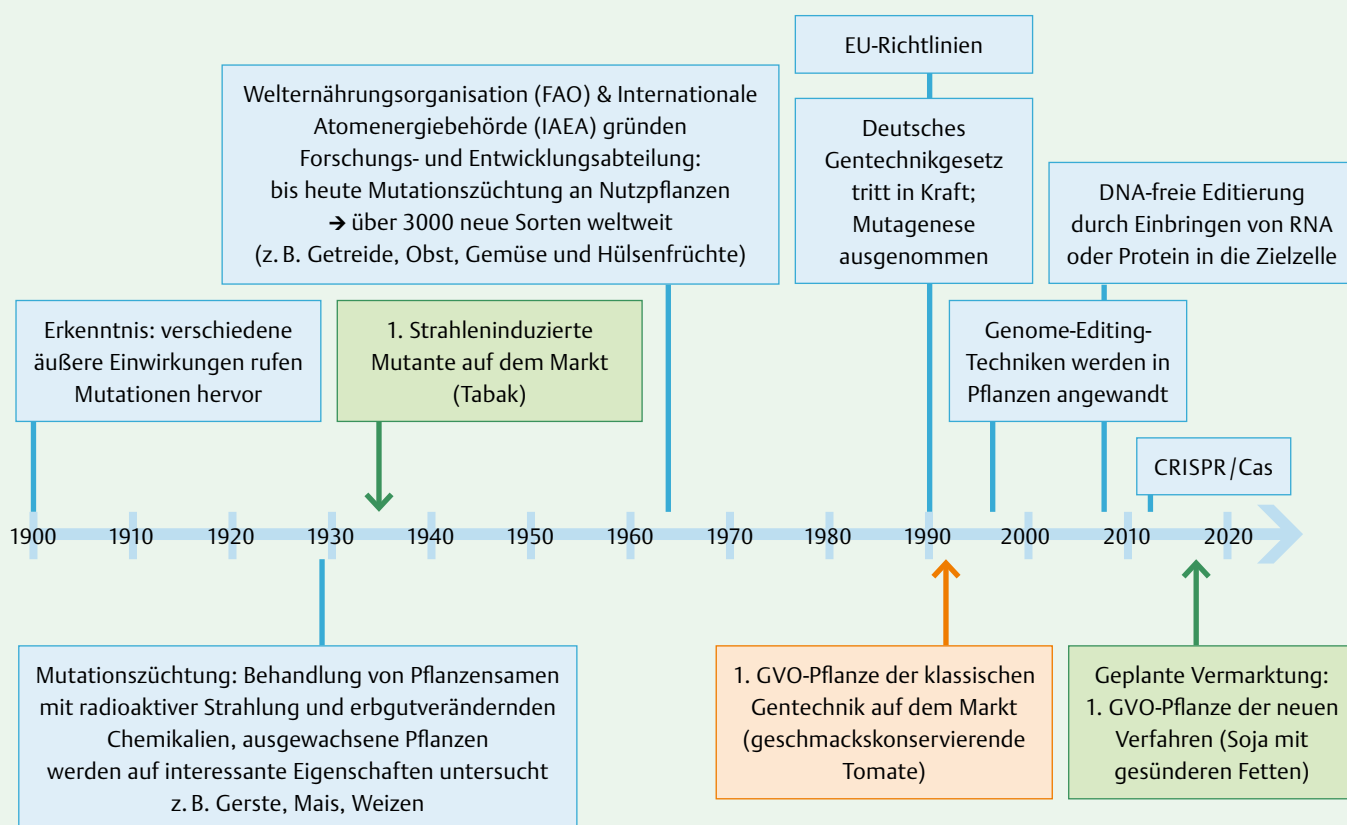 EU-Richtlinien
Welternährungsorganisation (FAO) & Internationale
Atomenergiebehörde (IAEA) gründen
Forschungs- und Entwicklungsabteilung:
bis heute Mutationszüchtung an Nutzpflanzen
→ über 3000 neue Sorten weltweit
(z. B. Getreide, Obst, Gemüse und Hülsenfrüchte)
Deutsches
Gentechnikgesetz
tritt in Kraft;
Mutagenese
ausgenommen
DNA-freie Editierung
durch Einbringen von RNA
oder Protein in die Zielzelle
Erkenntnis: verschiedene
äußere Einwirkungen rufen
Mutationen hervor
1. Strahleninduzierte
Mutante auf dem Markt
(Tabak)
Genome-Editing-
Techniken werden in
Pflanzen angewandt
CRISPR/Cas
1900 1910 1920 1930 1940 1950 1960 1970 1980 1990 2000 2010 2020
Mutationszüchtung: Behandlung von Pflanzensamen
mit radioaktiver Strahlung und erbgutverändernden
Chemikalien, ausgewachsene Pflanzen
werden auf interessante Eigenschaften untersucht
z. B. Gerste, Mais, Weizen
1. GVO-Pflanze der klassischen
Gentechnik auf dem Markt
(geschmackskonservierende
Tomate)
Geplante Vermarktung:
1. GVO-Pflanze der neuen
Verfahren (Soja mit
gesünderen Fetten)